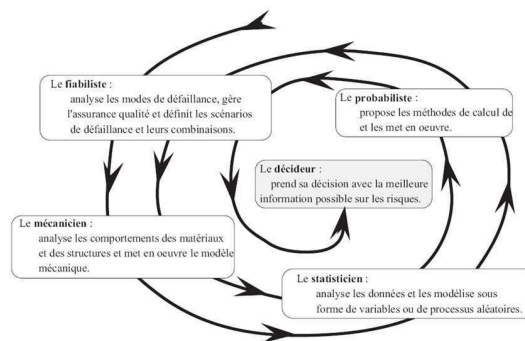 Le fiabiliste :
analyse les modes de défaillance, gère
l'assurance qualité et définit les scénarios
de défaillance et leurs combinaisons.
Le probabiliste :
propose les méthodes de calcul de
et les met en oeuvre.
Le décideur :
prend sa décision avec la meilleure
information possible sur les risques.
Le mécanicien :
analyse les comportements des matériaux
et des structures et met en oeuvre le modèle
mécanique.
Le statisticien :
analyse les données et les modélise sous
forme de variables ou de processus aléatoires.